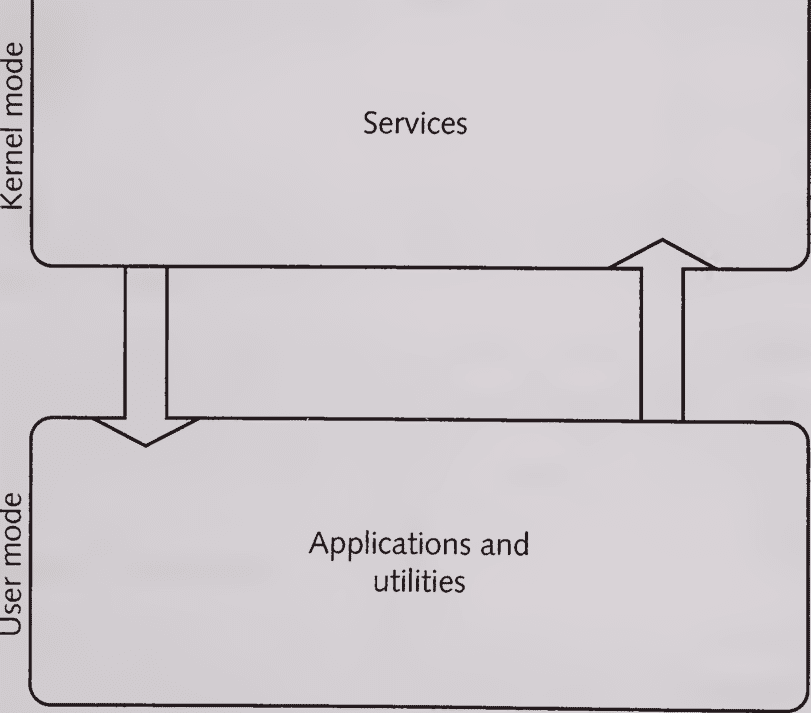 Kernel mode
Services
User mode
Applications and
utilities